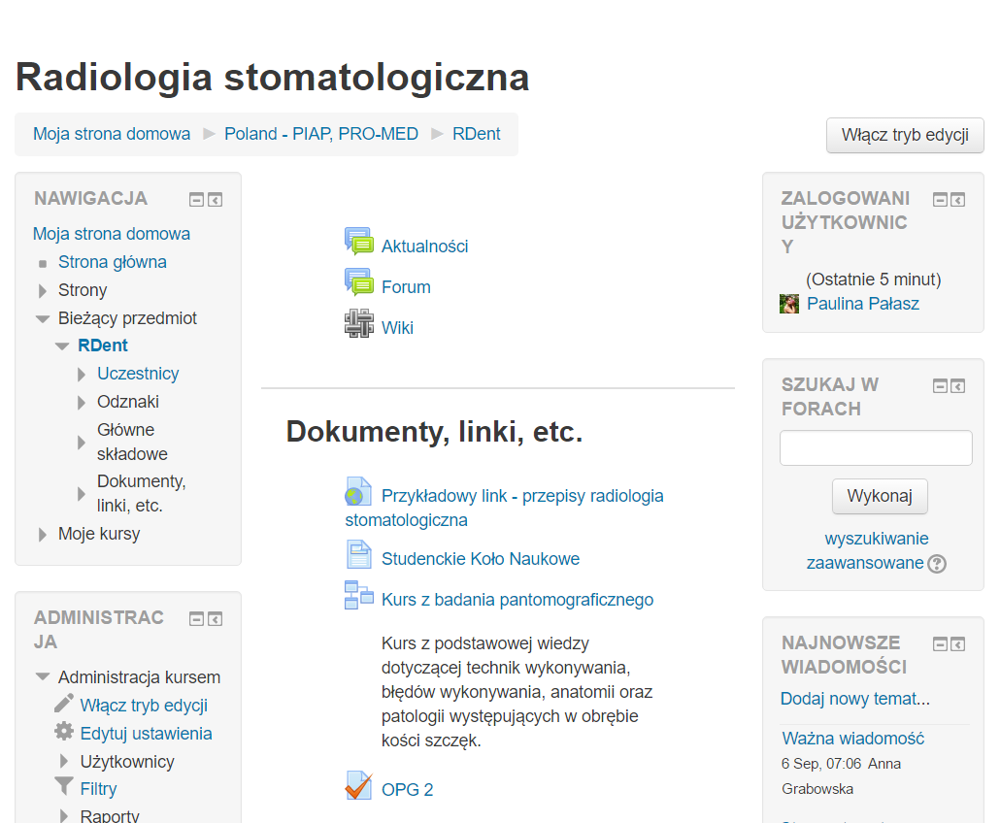 Radiologia stomatologiczna
Moja strona domowa
Poland - PIAP, PRO-MED
RDent
Włącz tryb edycji
NAWIGACJA
Moja strona domowa
Strona główna
Strony
Bieżący przedmiot
RDent
Uczestnicy
Odznaki
Główne
składowe
Dokumenty,
linki, etc.
Moje kursy
ADMINISTRAC
JA
Administracja kursem
Włącz tryb edycji
Edytuj ustawienia
Użytkownicy
Filtry
Raporty
Aktualności
Forum
Wiki
Dokumenty, linki, etc.
Przykładowy link - przepisy radiologia
stomatologiczna
Studenckie Koło Naukowe
Kurs z badania pantomograficznego
Kurs z podstawowej wiedzy
dotyczącej technik wykonywania,
błędów wykonywania, anatomii oraz
patologii występujących w obrębie
kości szczęk.
OPG 2
ZALOGOWANI
UŻYTKOWNIC
Y
(Ostatnie 5 minut)
Paulina Pałasz
SZUKAJ W
FORACH
Wykonaj
wyszukiwanie
zaawansowane
NAJNOWSZE
WIADOMOŚCI
Dodaj nowy temat...
Ważna wiadomość
6 Sep, 07:06 Anna
Grabowska